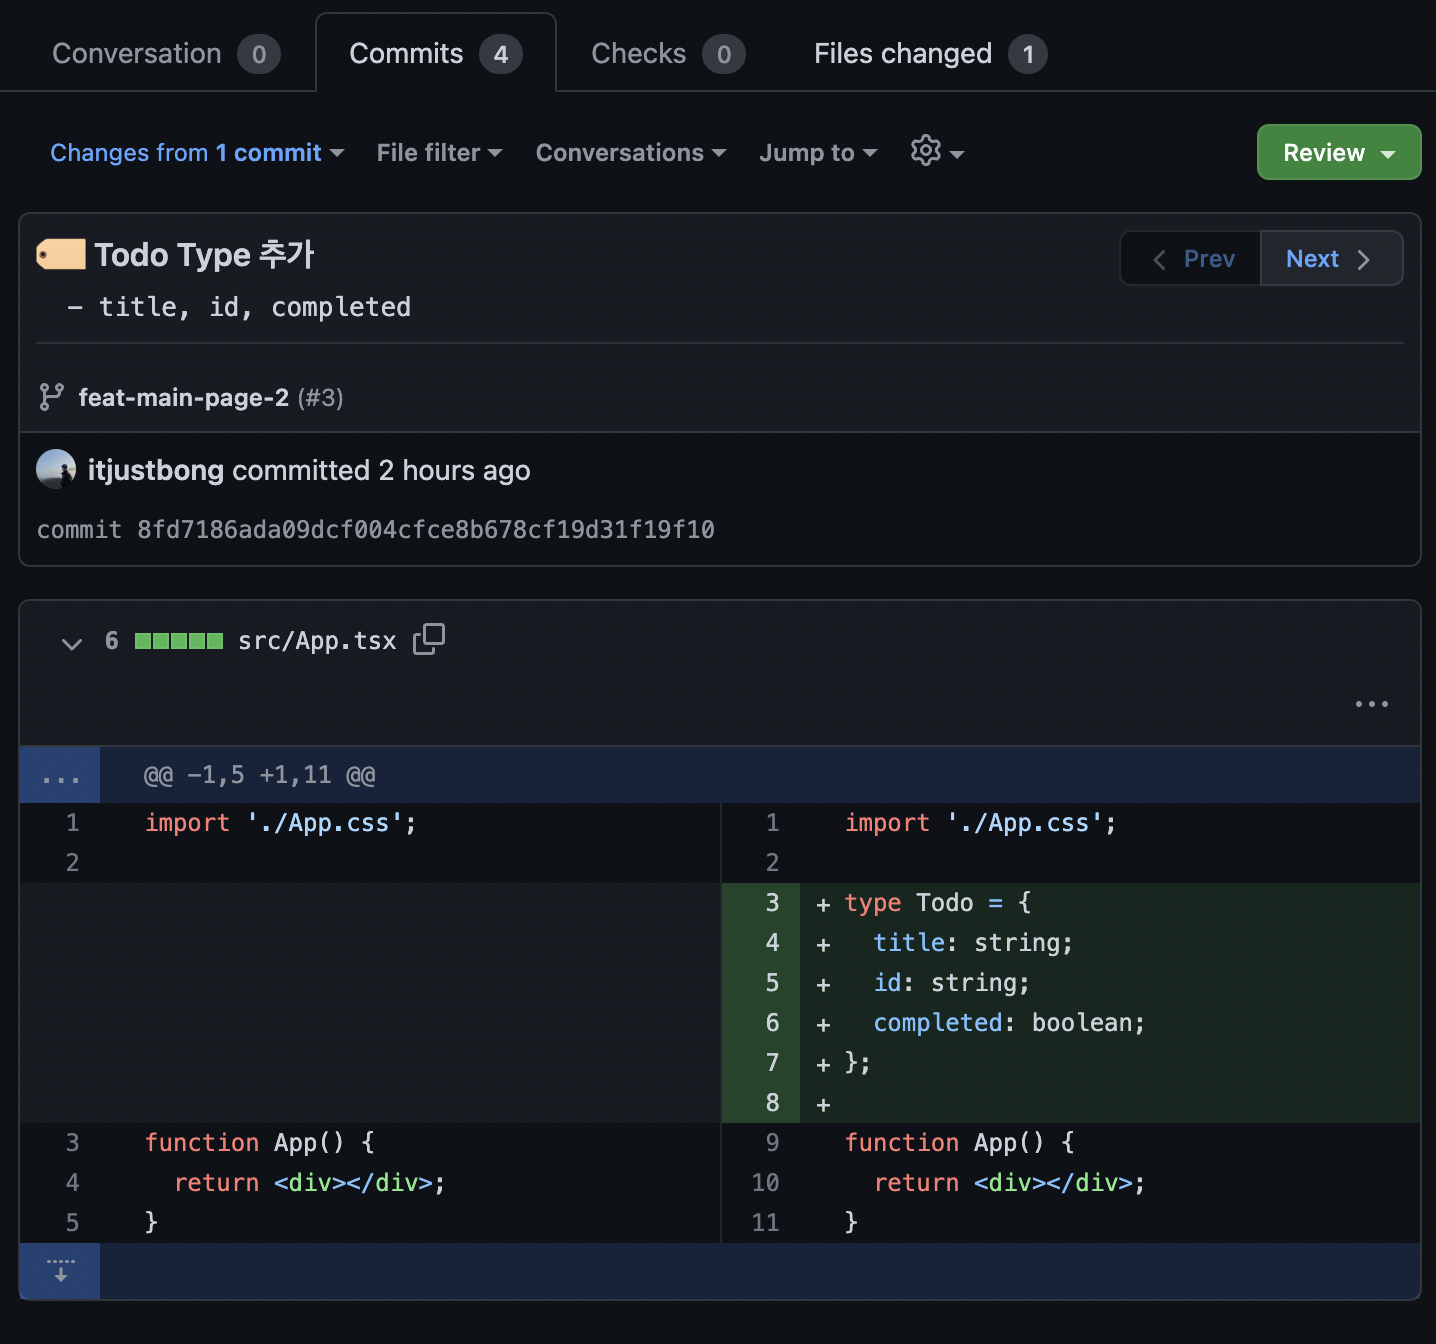 Conversation 0 Commits 4 Checks 0 Files changed 1
Changes from 1 commit File filter Conversations Jump to Review
🏷️ Todo Type 추가 Prev Next
- title, id, completed
feat-main-page-2 (#3)
itjustbong committed 2 hours ago
commit 8fd7186ada09dcf004cfce8b678cf19d31f19f10
6 src/App.tsx
...
... @@ -1,5 +1,11 @@
1 import './App.css'; 1 import './App.css';
2 2
3 + type Todo = {
4 + title: string;
5 + id: string;
6 + completed: boolean;
7 + };
8 +
3 function App() { 9 function App() {
4 return <div></div>; 10 return <div></div>;
5 } 11 }